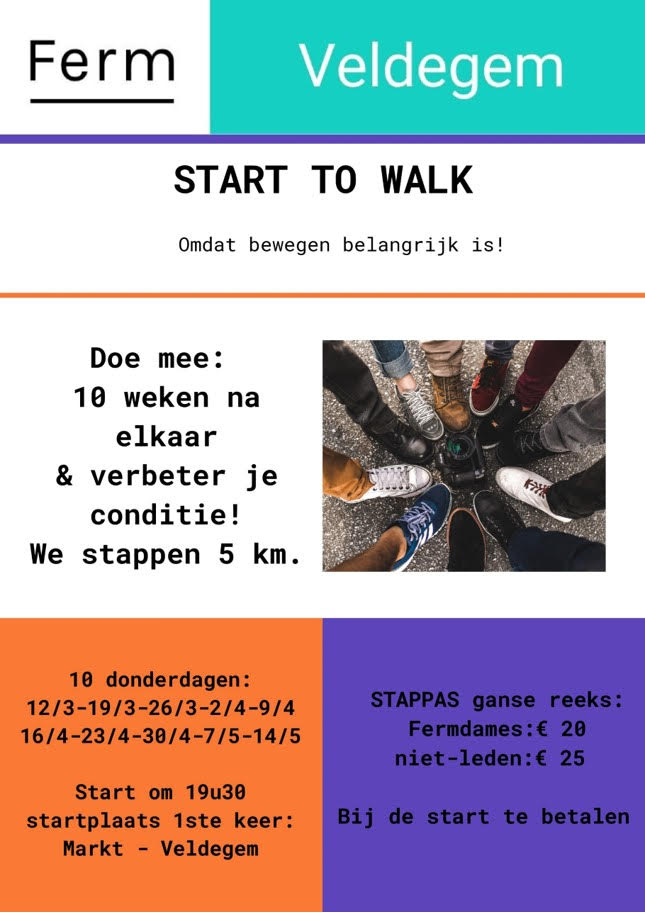 Ferm
Veldegem
START TO WALK
Omdat bewegen belangrijk is!
Doe mee:
10 weken na
elkaar
& verbeter je
conditie!
We stappen 5 km.
10 donderdagen:
12/3-19/3-26/3-2/4-9/4
16/4-23/4-30/4-7/5-14/5
Start om 19u30
startplaats 1ste keer:
Markt - Veldegem
STAPPAS ganse reeks:
Fermdames:€ 20
niet-leden:€ 25
Bij de start te betalen